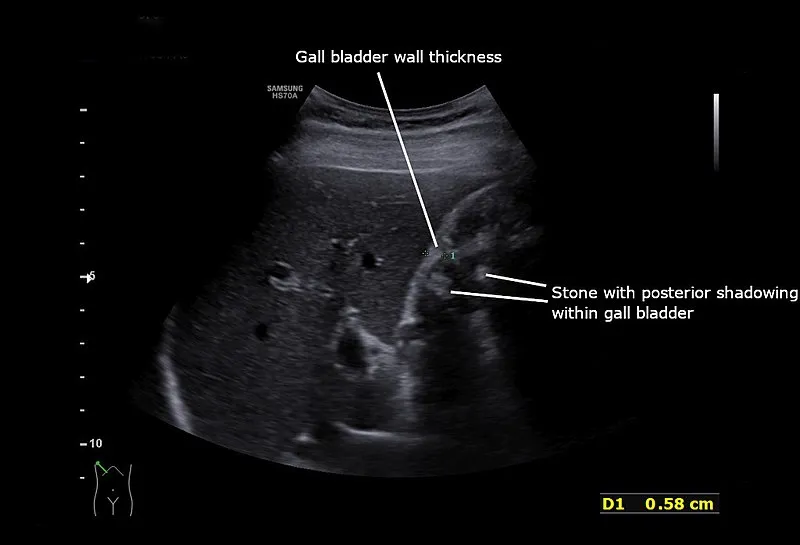 Gall bladder wall thickness
SAMSUNG
HS70A
1
5
Stone with posterior shadowing
within gall bladder
10
D1 0.58 cm